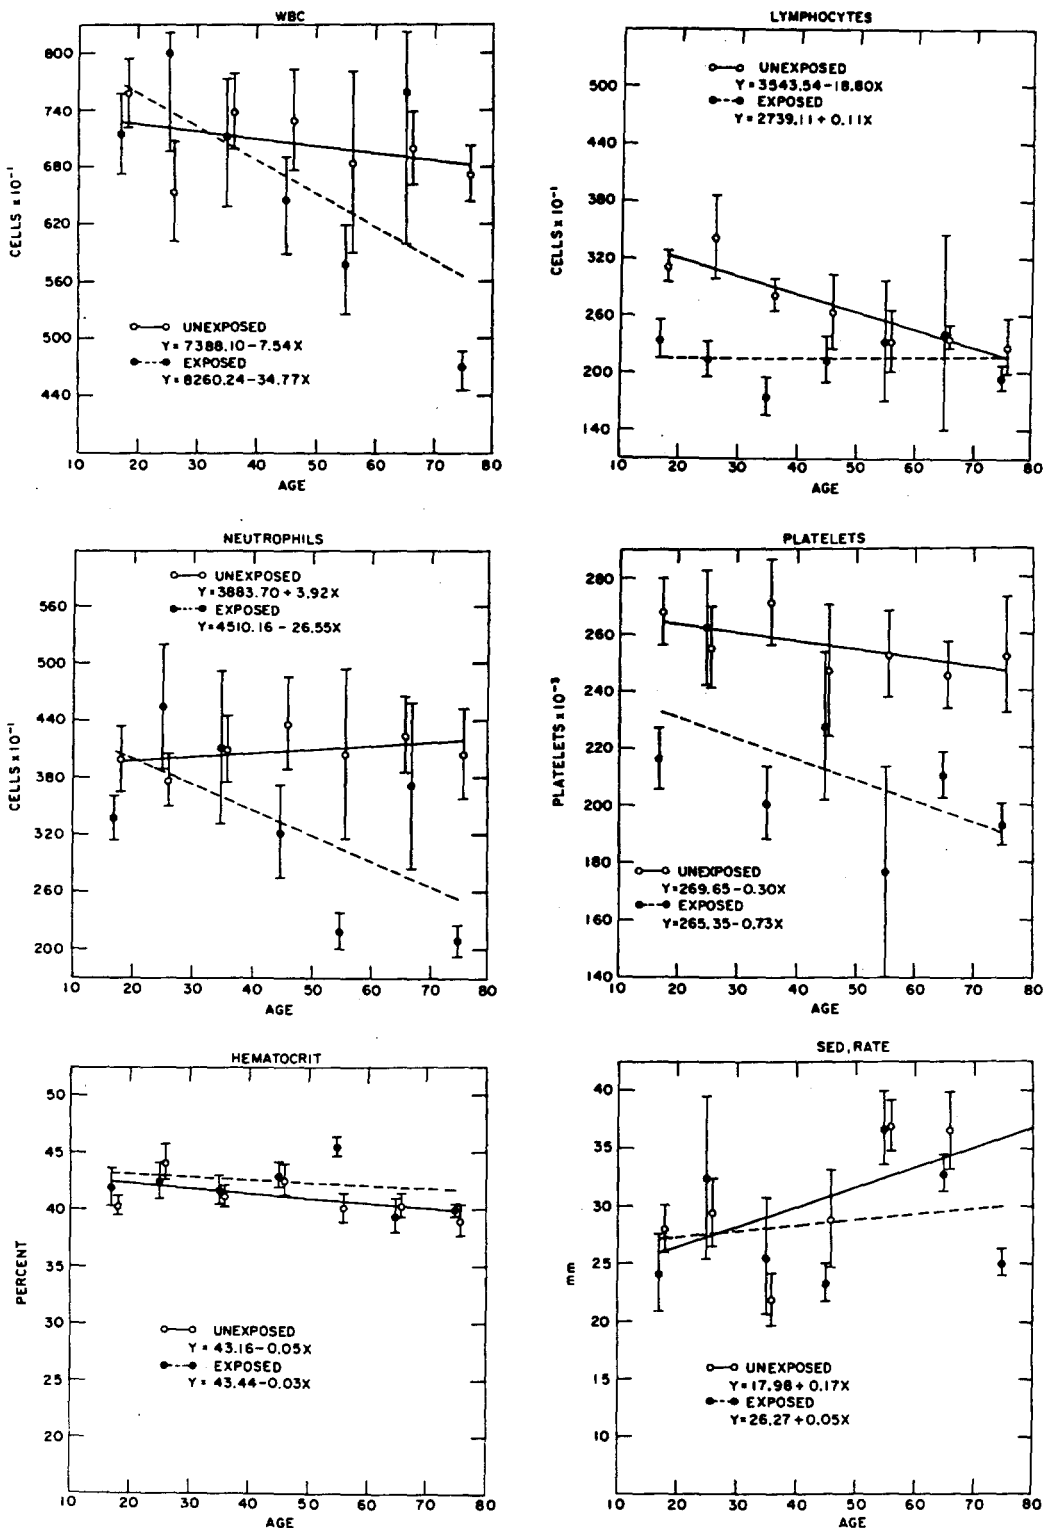 WBC
800
740
680
620
560
500
440
CELLS x 10⁻¹
UNEXPOSED
Y=7388.10-7.54X
EXPOSED
Y=8260.24-34.77X
10 20 30 40 50 60 70 80
AGE
LYMPHOCYTES
500
440
380
320
260
200
140
CELLS x 10⁻¹
UNEXPOSED
Y=3543.54-18.80X
EXPOSED
Y=2739.11+0.11X
10 20 30 40 50 60 70 80
AGE
NEUTROPHILS
560
500
440
380
320
260
200
CELLS x 10⁻¹
UNEXPOSED
Y=3883.70+3.92X
EXPOSED
Y=4510.16-26.55X
10 20 30 40 50 60 70 80
AGE
PLATELETS
280
260
240
220
200
180
160
140
PLATELETS x 10⁻³
UNEXPOSED
Y=269.65-0.30X
EXPOSED
Y=265.35-0.73X
10 20 30 40 50 60 70 80
AGE
HEMATOCRIT
50
45
40
35
30
25
20
PERCENT
UNEXPOSED
Y=43.16-0.05X
EXPOSED
Y=43.44-0.03X
10 20 30 40 50 60 70 80
AGE
SED, RATE
40
35
30
25
20
15
10
mm
UNEXPOSED
Y=17.98+0.17X
EXPOSED
Y=26.27+0.05X
10 20 30 40 50 60 70 80
AGE